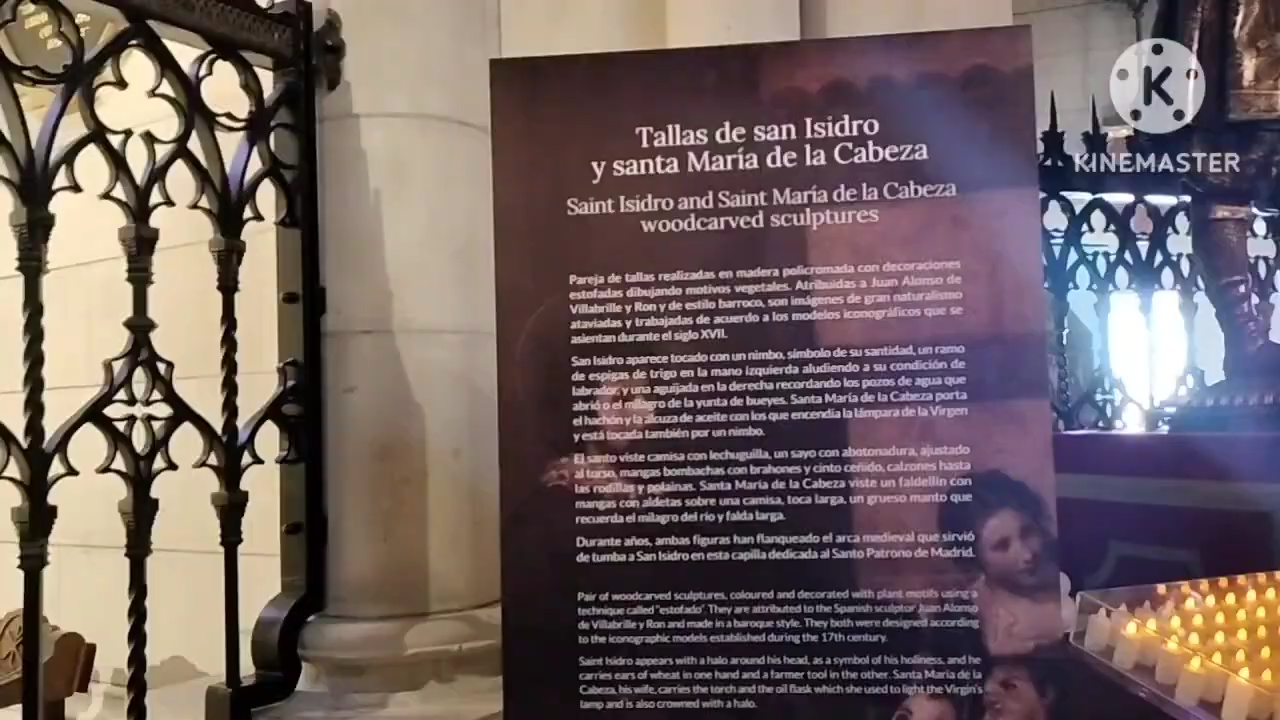 K
KINEMASTER
Tallas de san Isidro
y santa María de la Cabeza
Saint Isidro and Saint María de la Cabeza
woodcarved sculptures
Pareja de tallas realizadas en madera policromada con decoraciones
estofadas dibujando motivos vegetales. Atribuidas a Juan Alonso de
Villabrille y Ron y de estilo barroco, son imágenes de gran naturalismo
ataviadas y trabajadas de acuerdo a los modelos iconográficos que se
asientan durante el siglo XVII.
San Isidro aparece tocado con un nimbo, símbolo de su santidad, un ramo
de espigas de trigo en la mano izquierda aludiendo a su condición de
labrador, y una aguijada en la derecha recordando los pozos de agua que
abrió o el milagro de la yunta de bueyes. Santa María de la Cabeza porta
el hachón y la alcuza de aceite con los que encendía la lámpara de la Virgen
y está tocada también por un nimbo.
El santo viste camisa con lechuguilla, un sayo con abotonadura, ajustado
al torso, mangas bombachas con brahones y cinto ceñido, calzones hasta
las rodillas y polainas. Santa María de la Cabeza viste un faldellín con
mangas con aldetas sobre una camisa, toca larga, un grueso manto que
recuerda el milagro del río y falda larga.
Durante años, ambas figuras han flanqueado el arca medieval que sirvió
de tumba a San Isidro en esta capilla dedicada al Santo Patrono de Madrid.
Pair of woodcarved sculptures, coloured and decorated with plant motifs using a
technique called "estofado". They are attributed to the Spanish sculptor Juan Alonso
de Villabrille y Ron and made in a baroque style. They both were designed according
to the iconographic models established during the 17th century.
Saint Isidro appears with a halo around his head, as a symbol of his holiness, and he
carries ears of wheat in one hand and a farmer tool in the other. Santa María de la
Cabeza, his wife, carries the torch and the oil flask which she used to light the Virgin's
lamp and is also crowned with a halo.